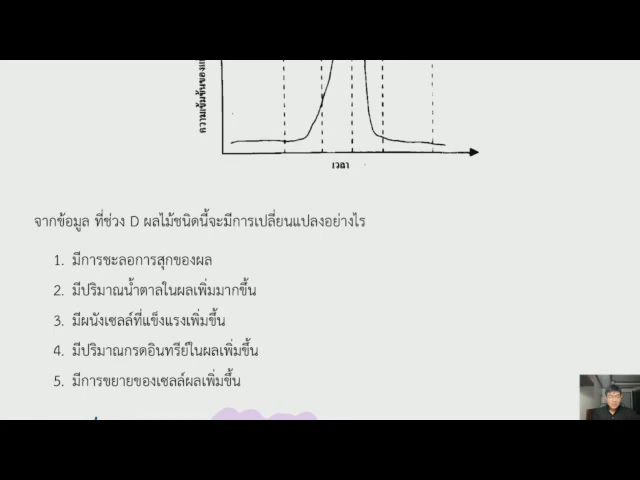 เวลา
จากข้อมูล ที่ช่วง D ผลไม้ชนิดนี้จะมีการเปลี่ยนแปลงอย่างไร
1. มีการชะลอการสุกของผล
2. มีปริมาณน้ำตาลในผลเพิ่มมากขึ้น
3. มีผนังเซลล์ที่แข็งแรงเพิ่มขึ้น
4. มีปริมาณกรดอินทรีย์ในผลเพิ่มขึ้น
5. มีการขยายของเซลล์ผลเพิ่มขึ้น